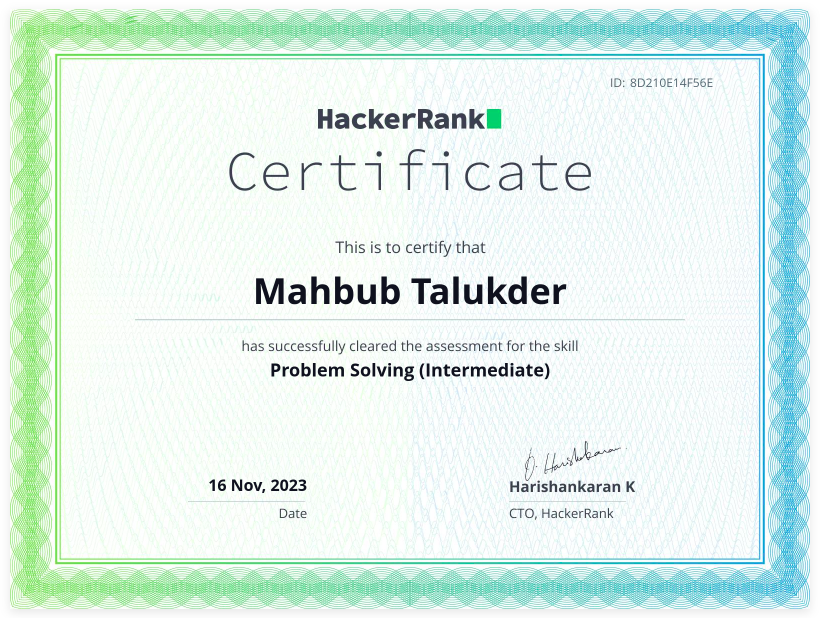 ID: 8D210E14F56E
HackerRank
Certificate
This is to certify that
Mahbub Talukder
has successfully cleared the assessment for the skill
Problem Solving (Intermediate)
16 Nov, 2023
Date
Harishankaran K
CTO, HackerRank